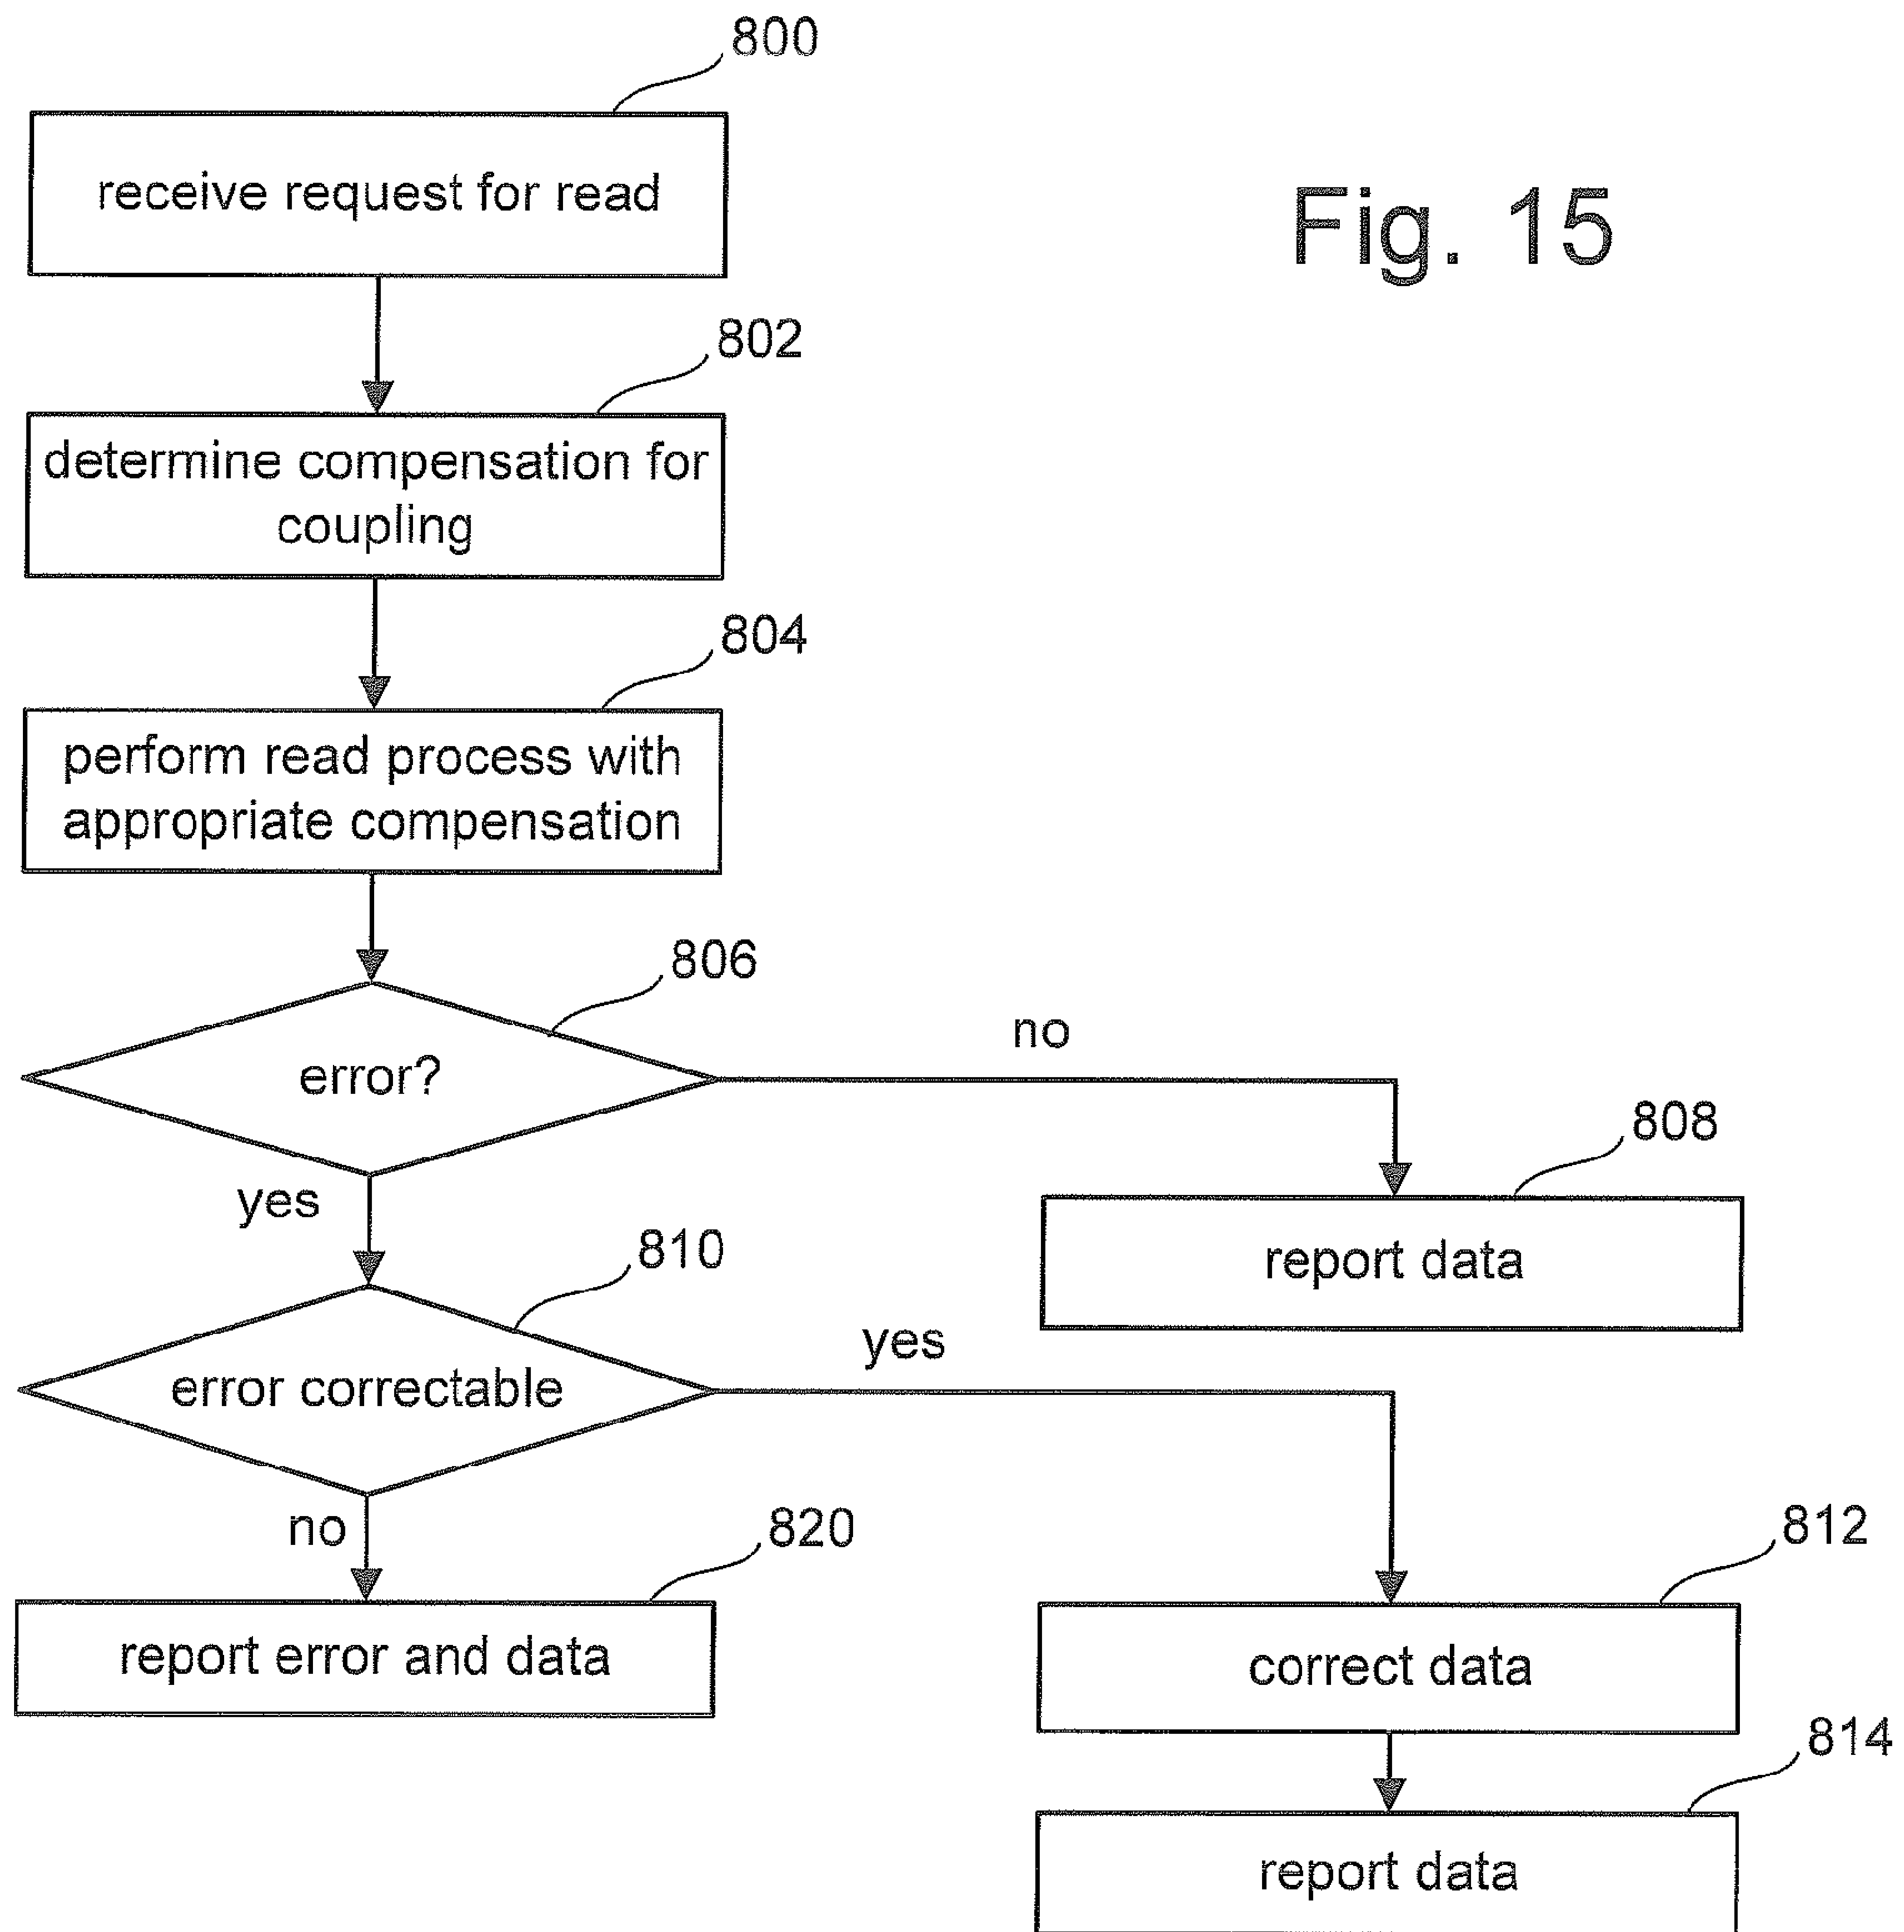 800
receive request for read
Fig. 15
802
determine compensation for
coupling
804
perform read process with
appropriate compensation
806
error?
no
808
report data
yes
810
error correctable
yes
no
820
report error and data
812
correct data
814
report data